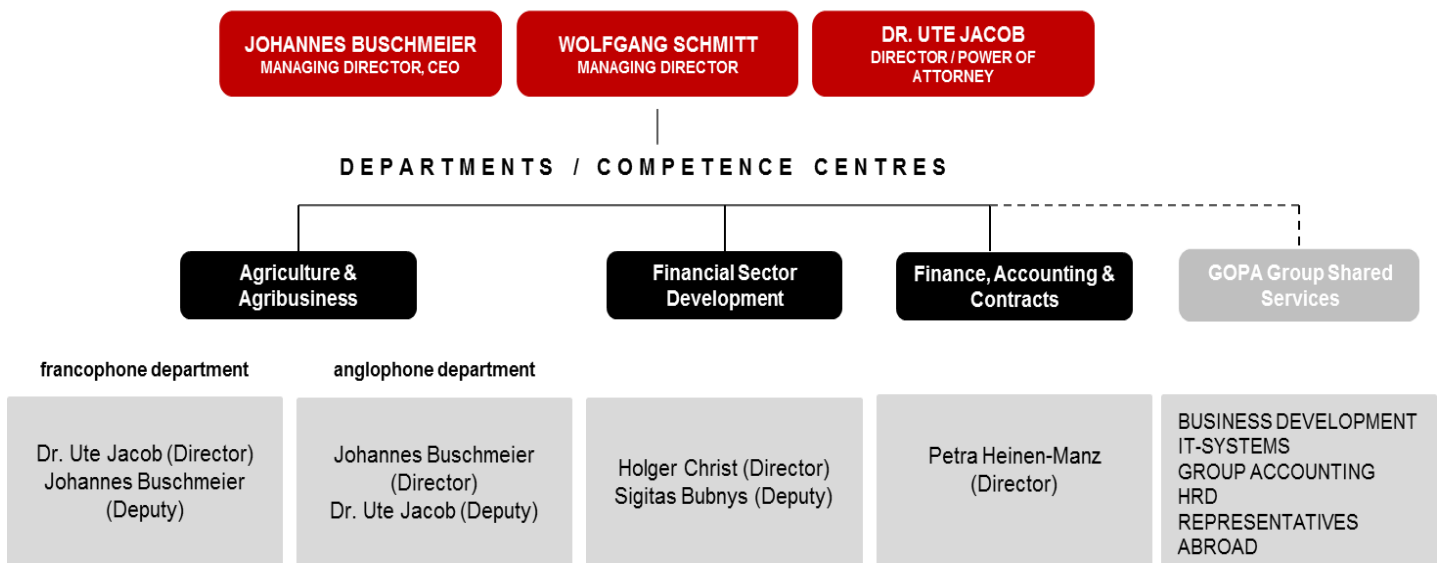 JOHANNES BUSCHMEIER
MANAGING DIRECTOR, CEO
WOLFGANG SCHMITT
MANAGING DIRECTOR
DR. UTE JACOB
DIRECTOR / POWER OF
ATTORNEY
DEPARTMENTS / COMPETENCE CENTRES
Agriculture &
Agribusiness
Financial Sector
Development
Finance, Accounting &
Contracts
GOPA Group Shared
Services
francophone department
anglophone department
Dr. Ute Jacob (Director)
Johannes Buschmeier
(Deputy)
Johannes Buschmeier
(Director)
Dr. Ute Jacob (Deputy)
Holger Christ (Director)
Sigitas Bubnys (Deputy)
Petra Heinen-Manz
(Director)
BUSINESS DEVELOPMENT
IT-SYSTEMS
GROUP ACCOUNTING
HRD
REPRESENTATIVES
ABROAD